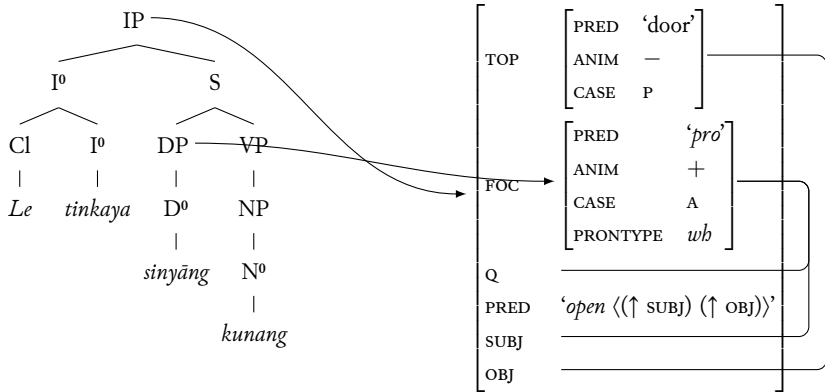 IP
I⁰ S
Cl I⁰ DP VP
Le tinkaya D⁰ NP
sinyāng N⁰
kunang
TOP
PRED ‘door’
ANIM −
CASE P
FOC
PRED ‘pro’
ANIM +
CASE A
PRONTYPE wh
Q
PRED ‘open ⟨(↑ SUBJ) (↑ OBJ)⟩’
SUBJ
OBJ